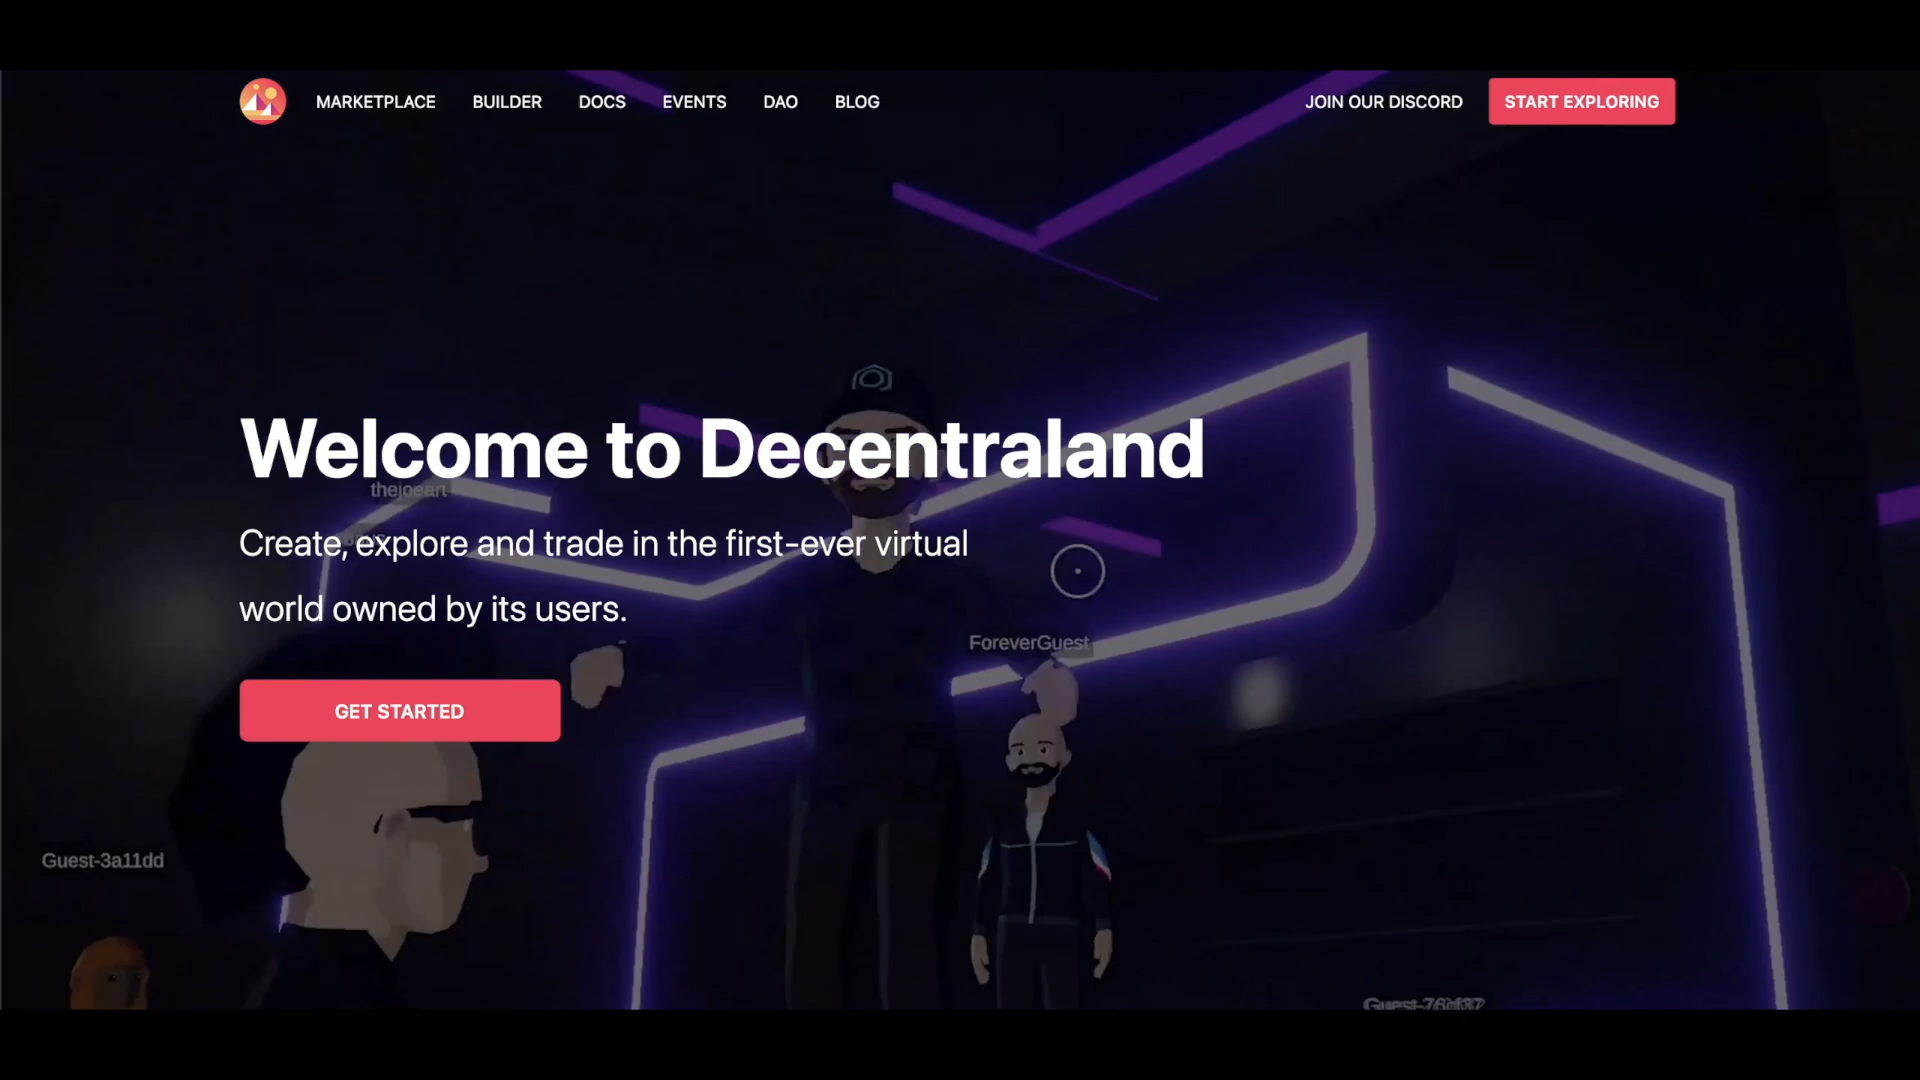 MARKETPLACE BUILDER DOCS EVENTS DAO BLOG JOIN OUR DISCORD START EXPLORING
Welcome to Decentraland
thejoeart
Create, explore and trade in the first-ever virtual
world owned by its users.
ForeverGuest
GET STARTED
Guest-3a11dd